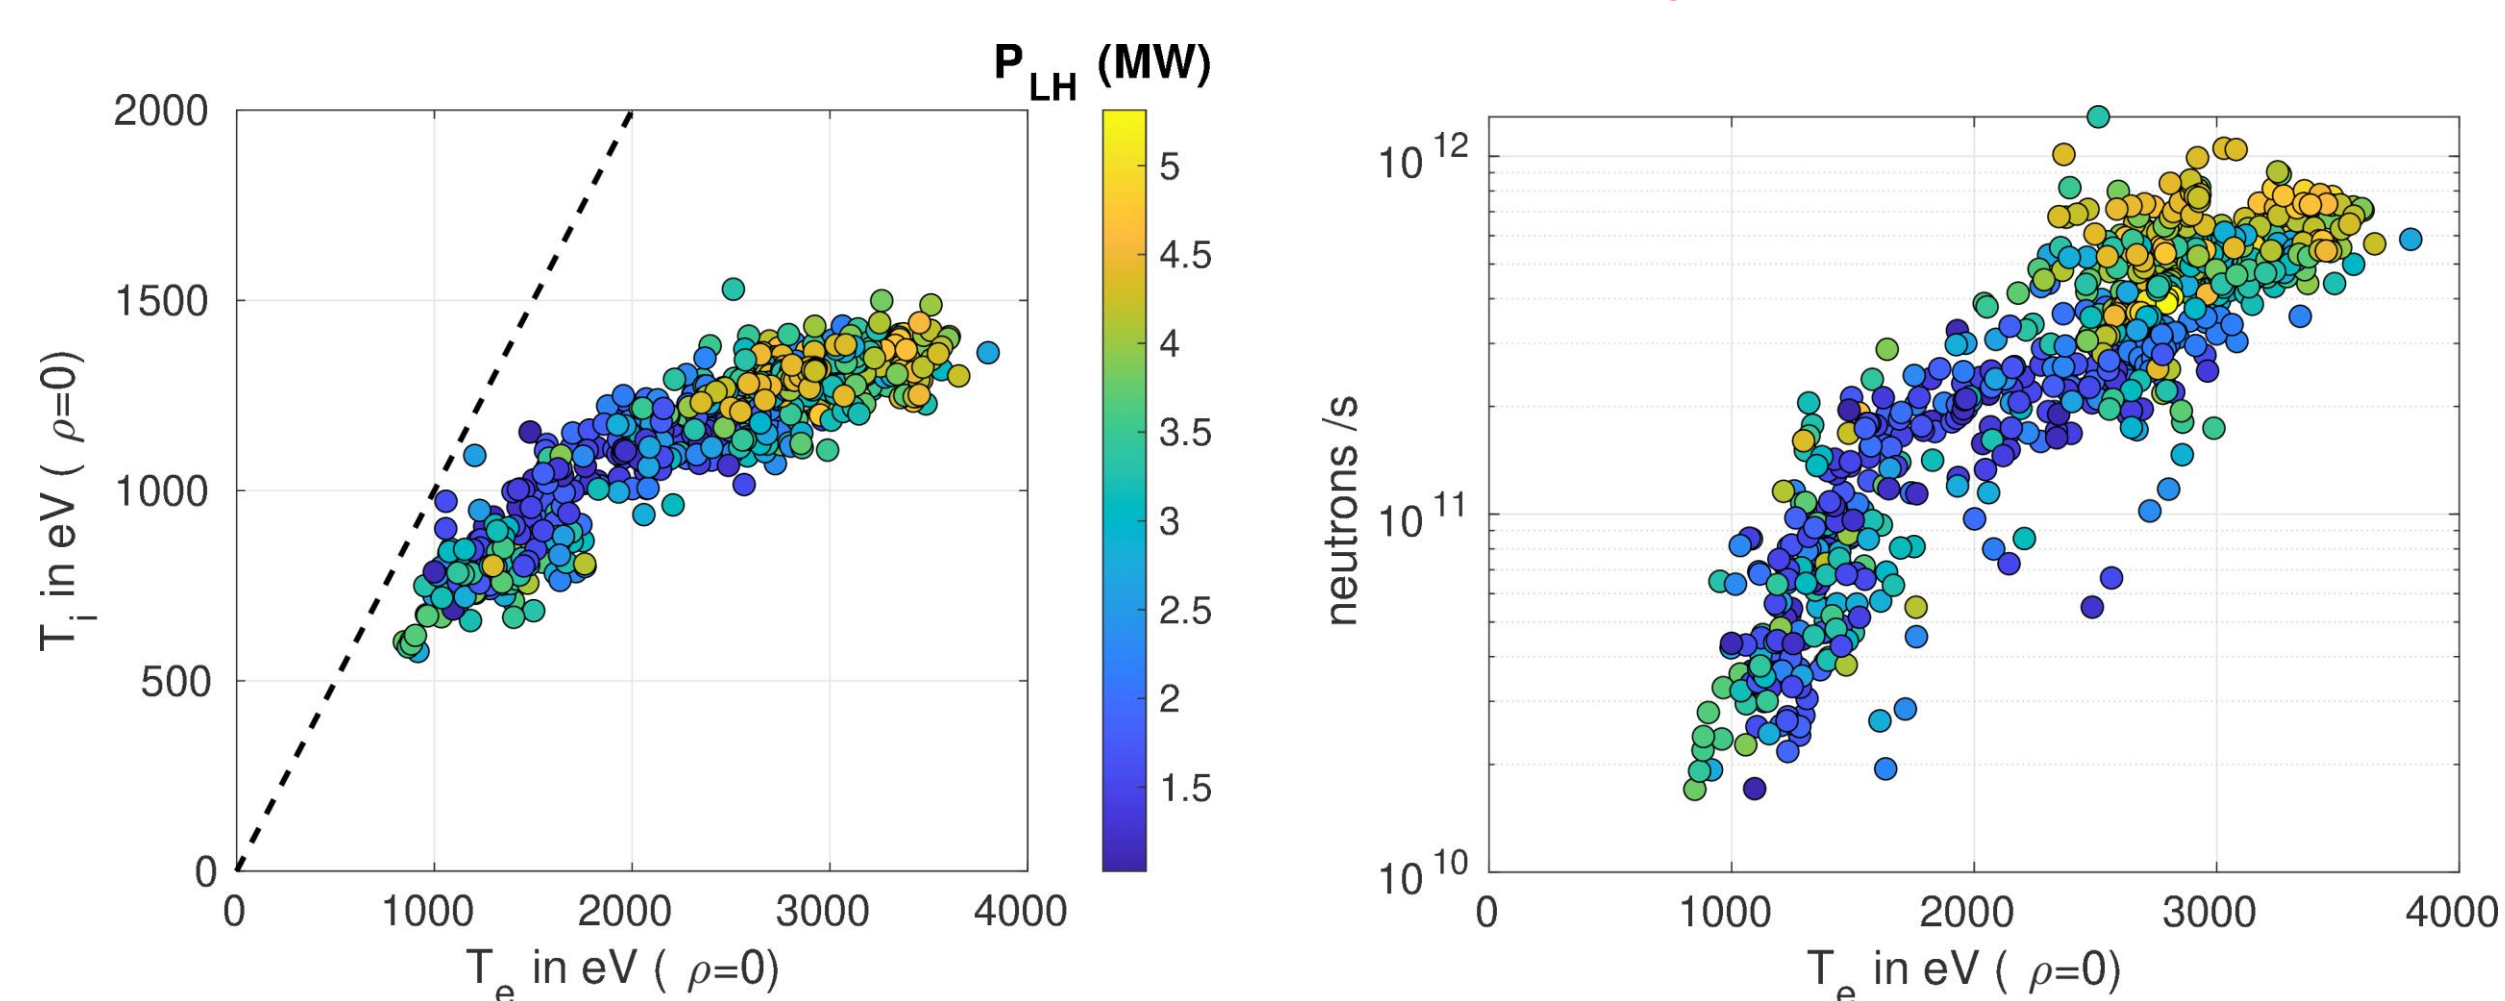 P_LH (MW)
2000
1500
1000
500
0
T_i in eV ( ρ=0)
0 1000 2000 3000 4000
T_e in eV ( ρ=0)
5
4.5
4
3.5
3
2.5
2
1.5
10^12
10^11
10^10
neutrons /s
0 1000 2000 3000 4000
T_e in eV ( ρ=0)